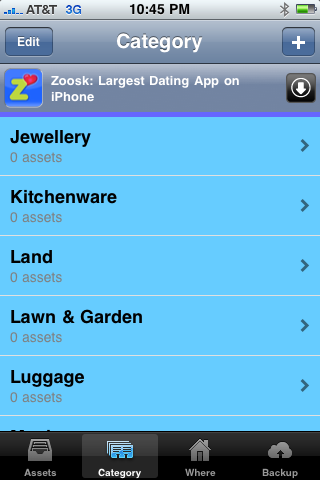 AT&T 3G 10:45 PM
Edit Category +
Zoosk: Largest Dating App on
iPhone
Jewellery
0 assets
Kitchenware
0 assets
Land
0 assets
Lawn & Garden
0 assets
Luggage
0 assets
Assets Category Where Backup